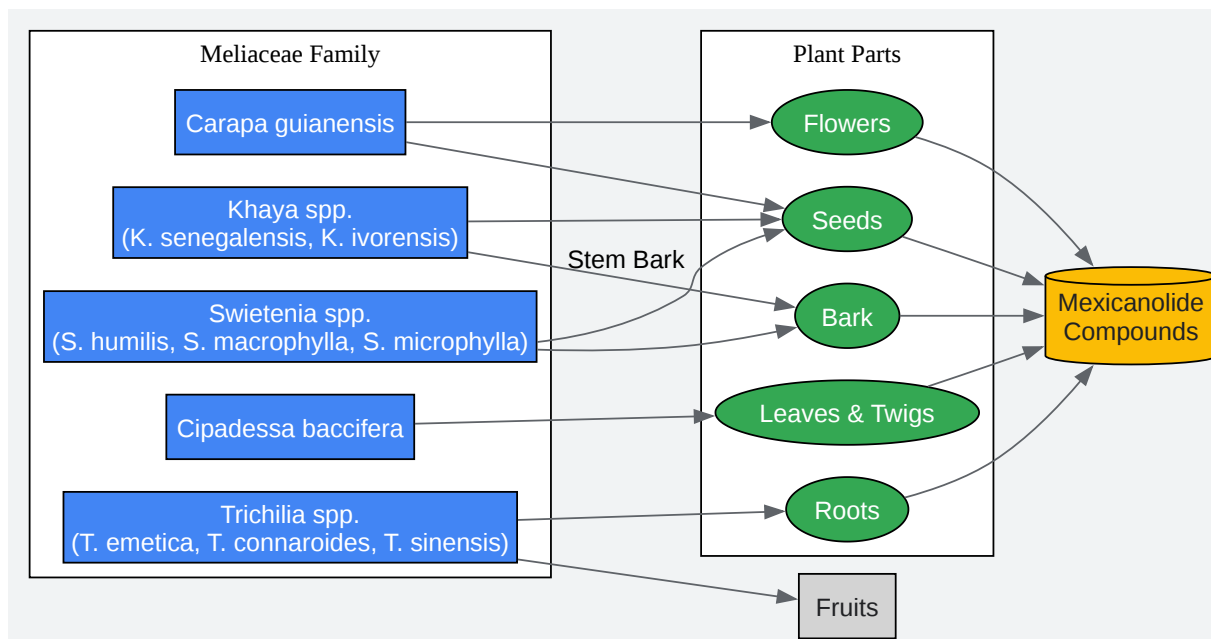 Meliaceae Family
Carapa guianensis
Khaya spp.
(K. senegalensis, K. ivorensis)
Swietenia spp.
(S. humilis, S. macrophylla, S. microphylla)
Cipadessa baccifera
Trichilia spp.
(T. emetica, T. connaroides, T. sinensis)
Stem Bark
Plant Parts
Flowers
Seeds
Bark
Leaves & Twigs
Roots
Fruits
Mexicanolide
Compounds